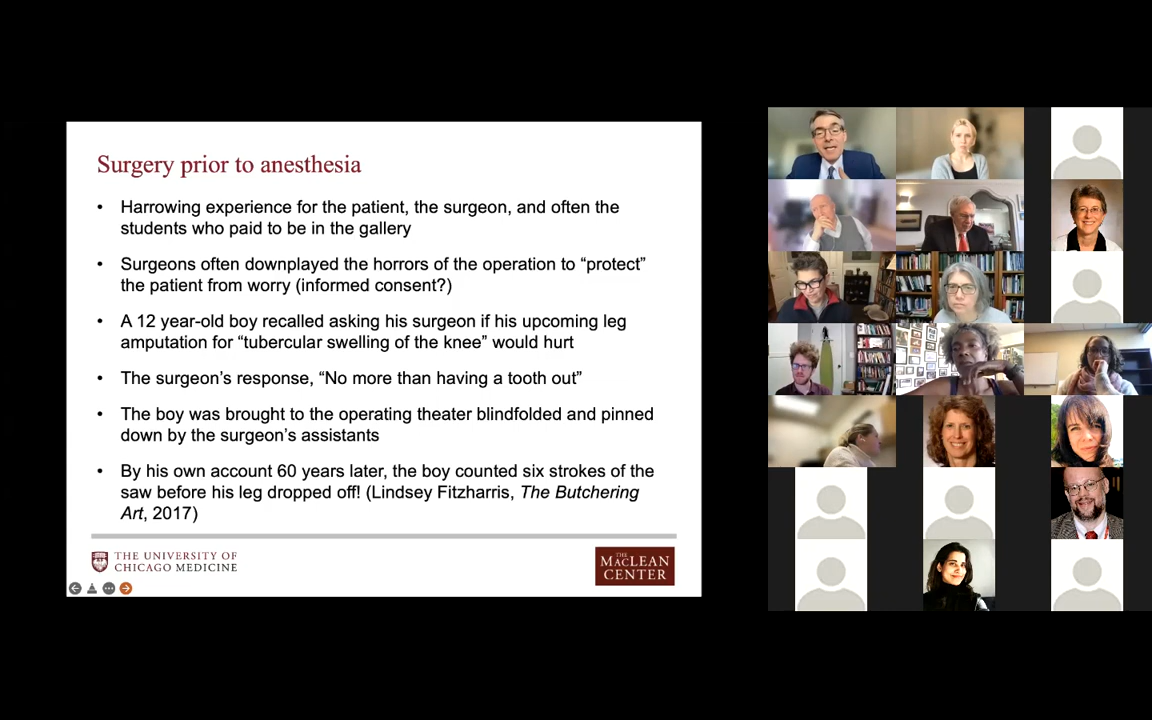 Surgery prior to anesthesia
• Harrowing experience for the patient, the surgeon, and often the
students who paid to be in the gallery
• Surgeons often downplayed the horrors of the operation to “protect”
the patient from worry (informed consent?)
• A 12 year-old boy recalled asking his surgeon if his upcoming leg
amputation for “tubercular swelling of the knee” would hurt
• The surgeon’s response, “No more than having a tooth out”
• The boy was brought to the operating theater blindfolded and pinned
down by the surgeon’s assistants
• By his own account 60 years later, the boy counted six strokes of the
saw before his leg dropped off! (Lindsey Fitzharris, The Butchering
Art, 2017)
THE UNIVERSITY OF
CHICAGO MEDICINE
THE
MACLEAN
CENTER